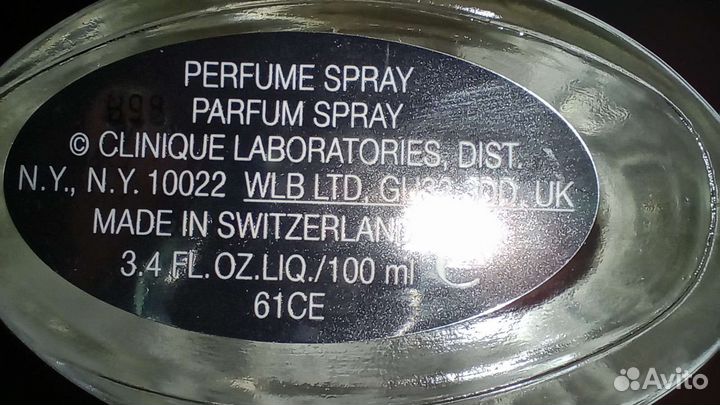 PERFUME SPRAY
PARFUM SPRAY
© CLINIQUE LABORATORIES, DIST.
N.Y., N.Y. 10022 WLB LTD, UK
MADE IN SWITZERLAND
3.4 FL.OZ.LIQ./100 ml e
61CE
Avito